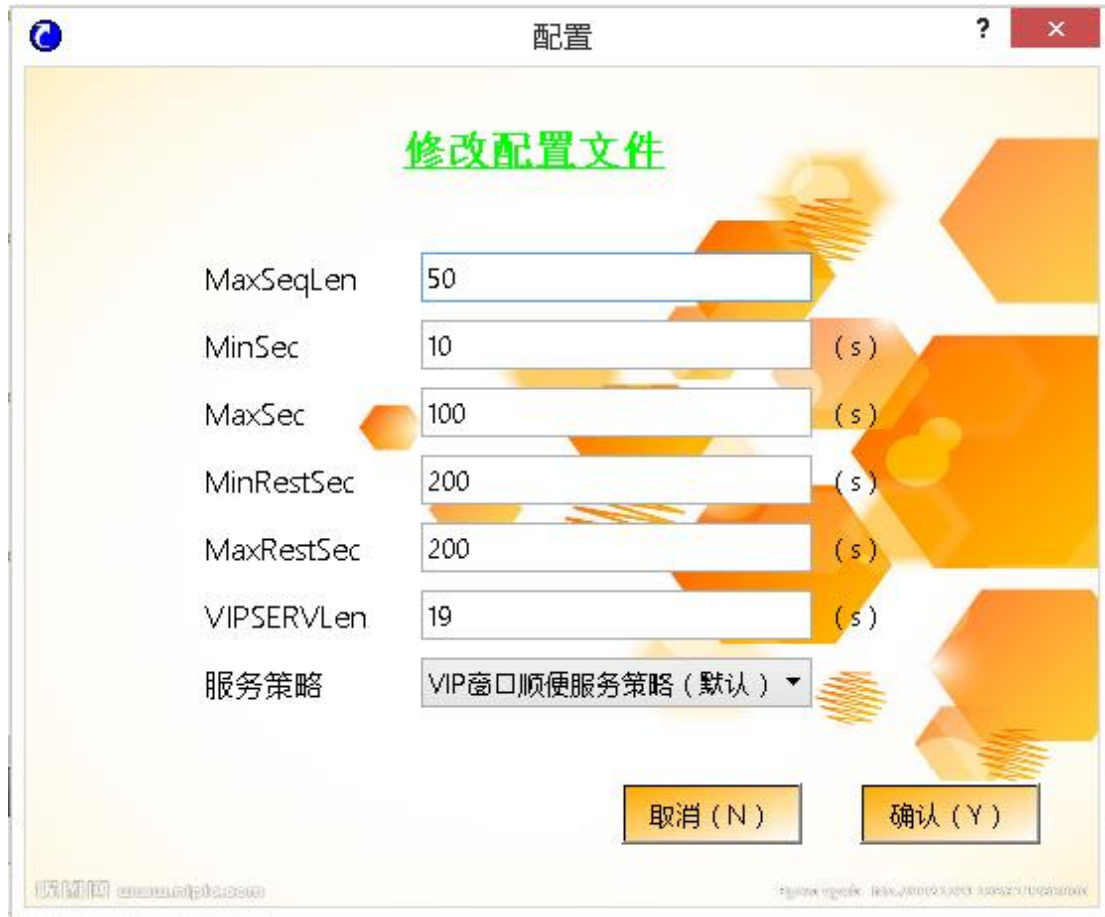 配置
?
修改配置文件
MaxSeqLen 50
MinSec 10 (s)
MaxSec 100 (s)
MinRestSec 200 (s)
MaxRestSec 200 (s)
VIPSERVLen 19 (s)
服务策略 VIP窗口顺便服务策略(默认)
取消(N) 确认(Y)